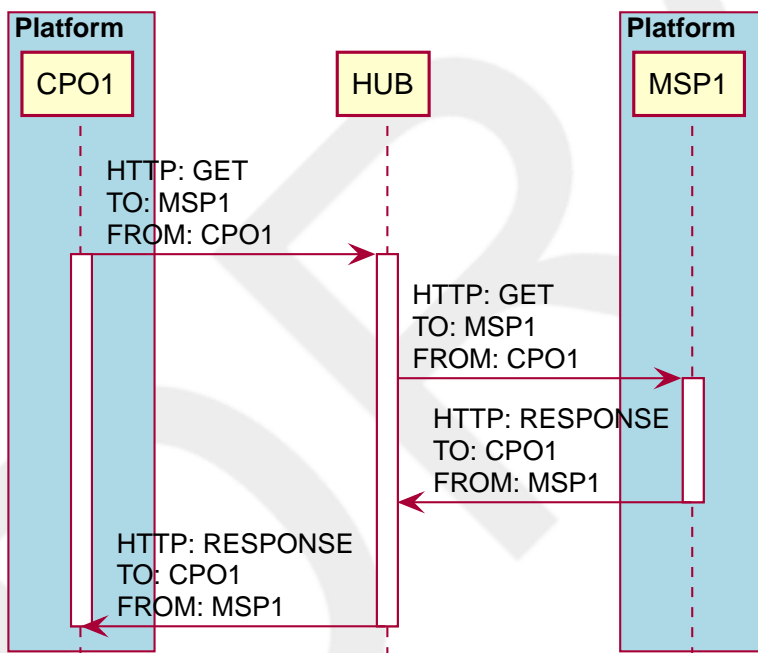 Platform
Platform
CPO1
HUB
MSP1
HTTP: GET
TO: MSP1
FROM: CPO1
HTTP: GET
TO: MSP1
FROM: CPO1
HTTP: RESPONSE
TO: CPO1
FROM: MSP1
HTTP: RESPONSE
TO: CPO1
FROM: MSP1